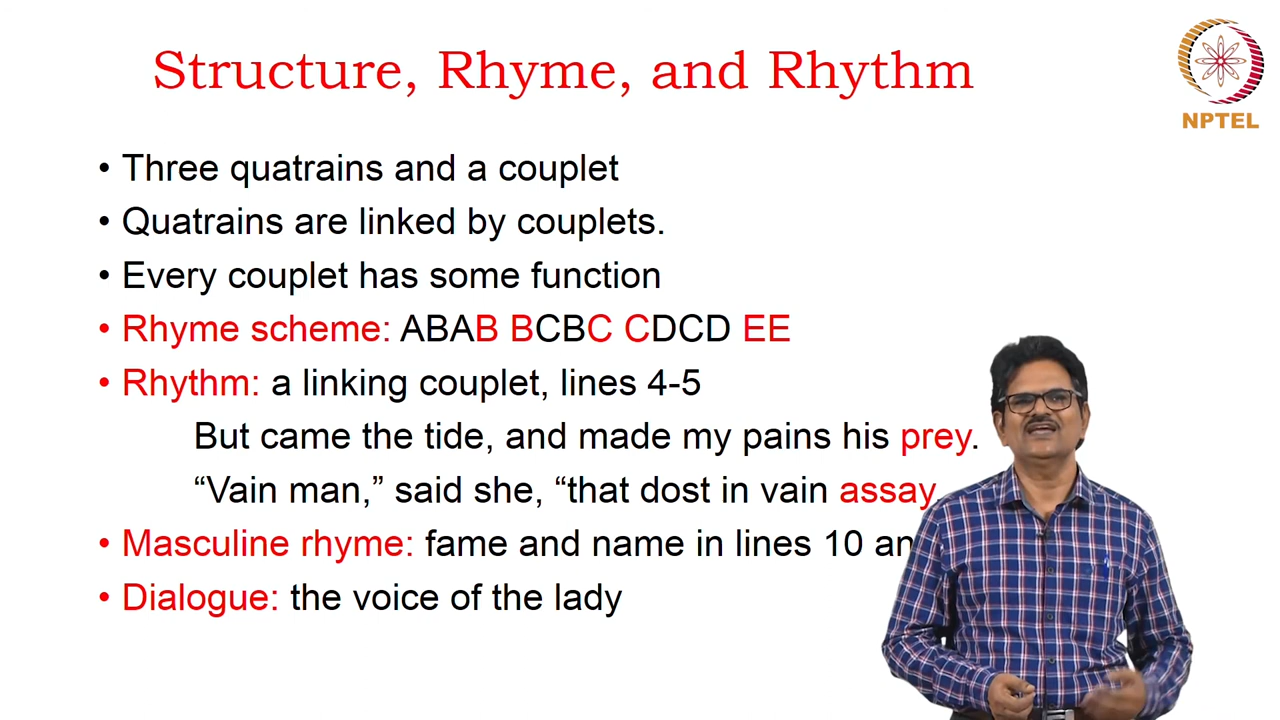 Structure, Rhyme, and Rhythm
NPTEL
• Three quatrains and a couplet
• Quatrains are linked by couplets.
• Every couplet has some function
• Rhyme scheme: ABAB BCBC CDCD EE
• Rhythm: a linking couplet, lines 4-5
But came the tide, and made my pains his prey.
“Vain man,” said she, “that dost in vain assay
• Masculine rhyme: fame and name in lines 10
• Dialogue: the voice of the lady